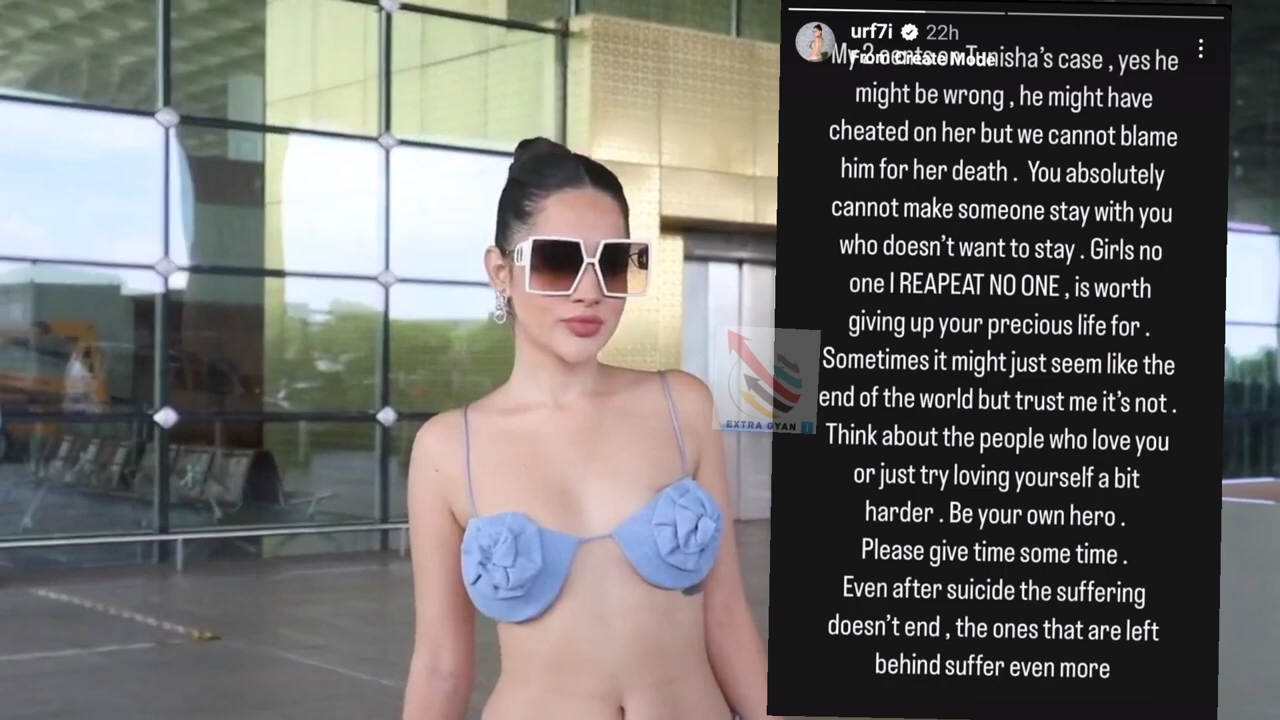 urf7i 22h
From Create Mode
My 2 cents on Tunisha's case , yes he
might be wrong , he might have
cheated on her but we cannot blame
him for her death . You absolutely
cannot make someone stay with you
who doesn't want to stay . Girls no
one I REAPEAT NO ONE , is worth
giving up your precious life for .
Sometimes it might just seem like the
end of the world but trust me it's not .
Think about the people who love you
or just try loving yourself a bit
harder . Be your own hero .
Please give time some time .
Even after suicide the suffering
doesn't end , the ones that are left
behind suffer even more
EXTRA GYAN